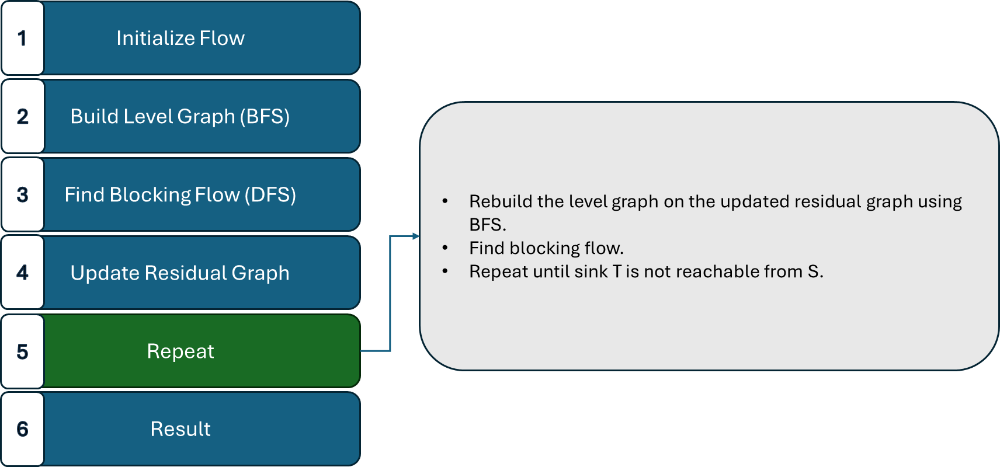 1 Initialize Flow
2 Build Level Graph (BFS)
3 Find Blocking Flow (DFS)
4 Update Residual Graph
5 Repeat
6 Result
• Rebuild the level graph on the updated residual graph using
BFS.
• Find blocking flow.
• Repeat until sink T is not reachable from S.